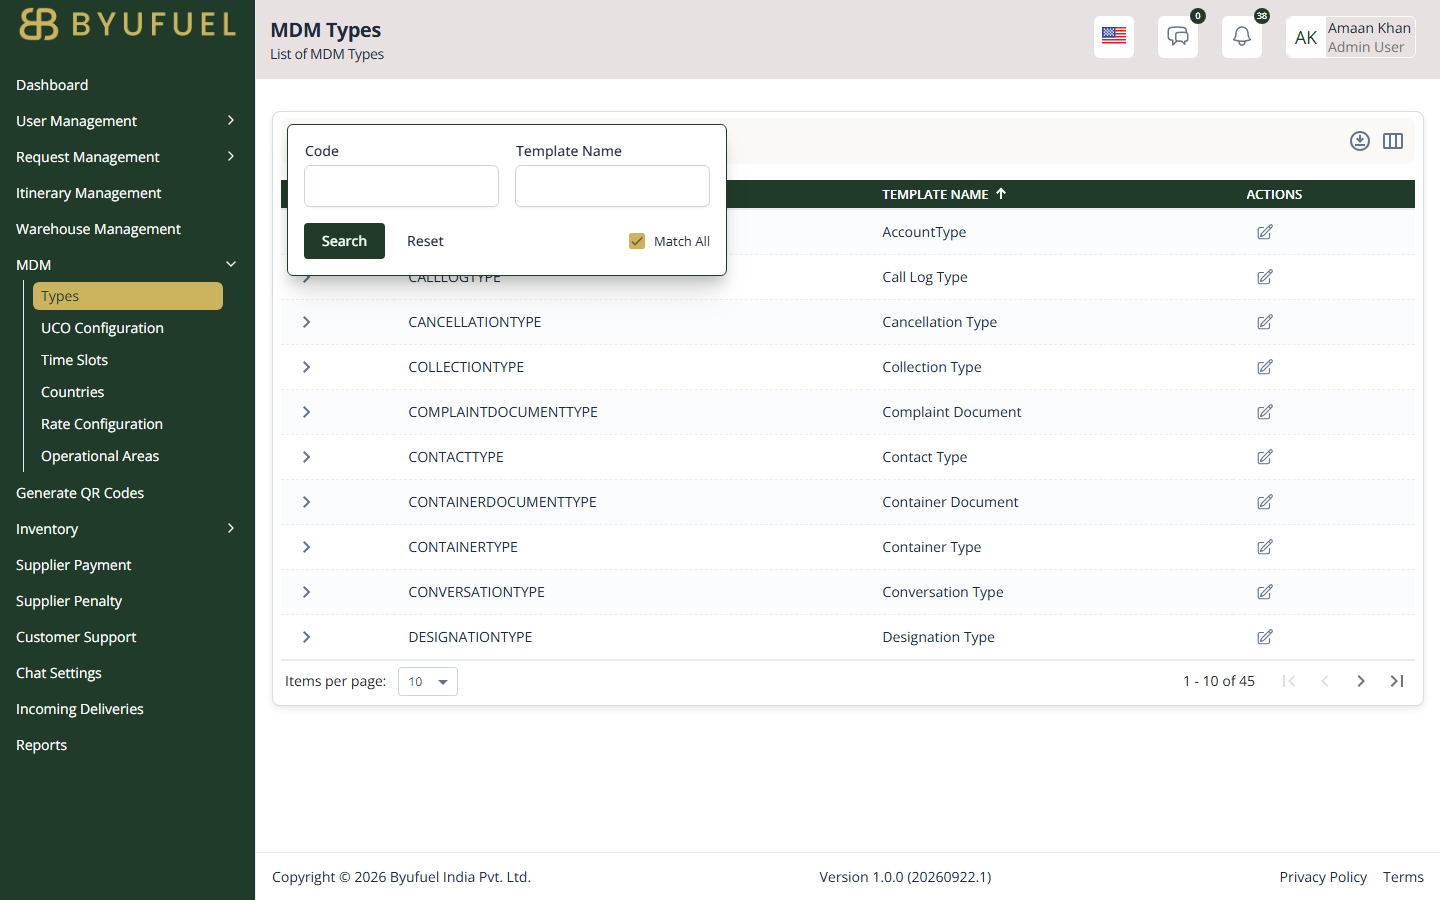 BYUFUEL
Dashboard
User Management
Request Management
Itinerary Management
Warehouse Management
MDM
Types
UCO Configuration
Time Slots
Countries
Rate Configuration
Operational Areas
Generate QR Codes
Inventory
Supplier Payment
Supplier Penalty
Customer Support
Chat Settings
Incoming Deliveries
Reports
MDM Types
List of MDM Types
0
38
AK
Amaan Khan
Admin User
Code
Template Name
Search
Reset
Match All
TEMPLATE NAME
ACTIONS
AccountType
CALLLOGTYPE
Call Log Type
CANCELLATIONTYPE
Cancellation Type
COLLECTIONTYPE
Collection Type
COMPLAINTDOCUMENTTYPE
Complaint Document
CONTACTTYPE
Contact Type
CONTAINERDOCUMENTTYPE
Container Document
CONTAINERTYPE
Container Type
CONVERSATIONTYPE
Conversation Type
DESIGNATIONTYPE
Designation Type
Items per page:
10
1 - 10 of 45
Copyright © 2026 Byufuel India Pvt. Ltd.
Version 1.0.0 (20260922.1)
Privacy Policy
Terms